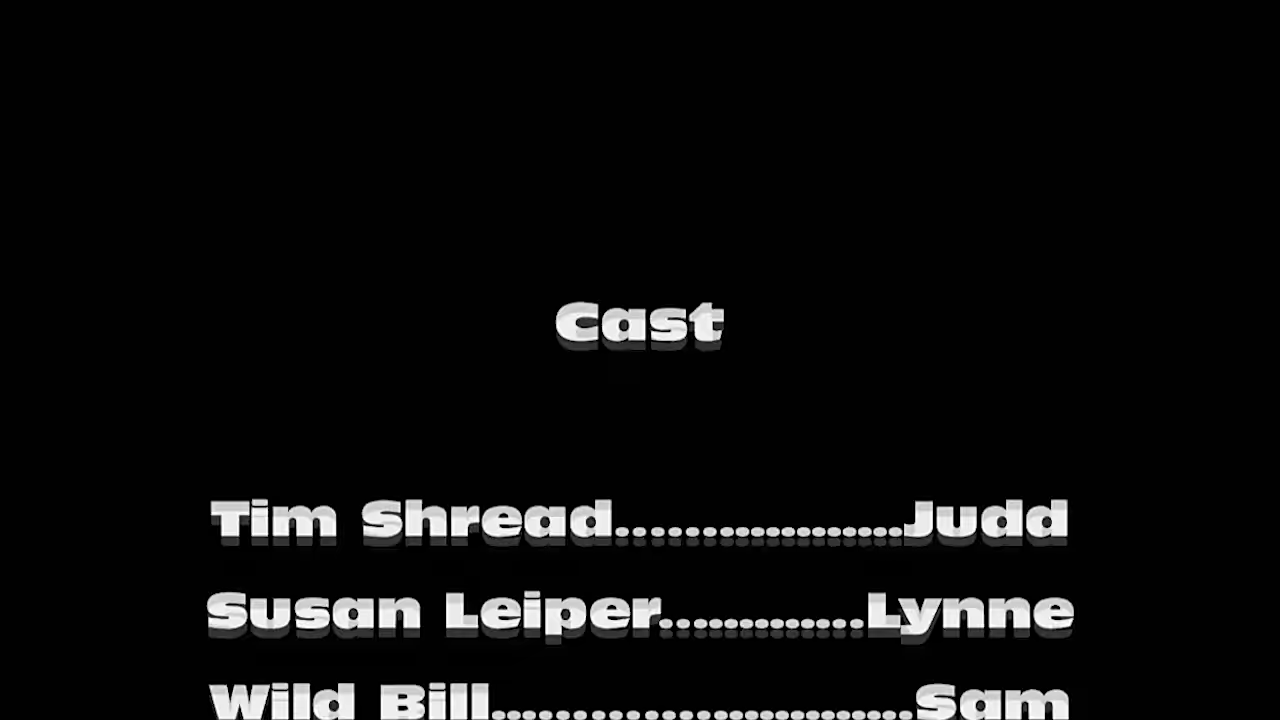 Cast
Tim Shread..................Judd
Susan Leiper.............Lynne
Wild Bill..........................Sam